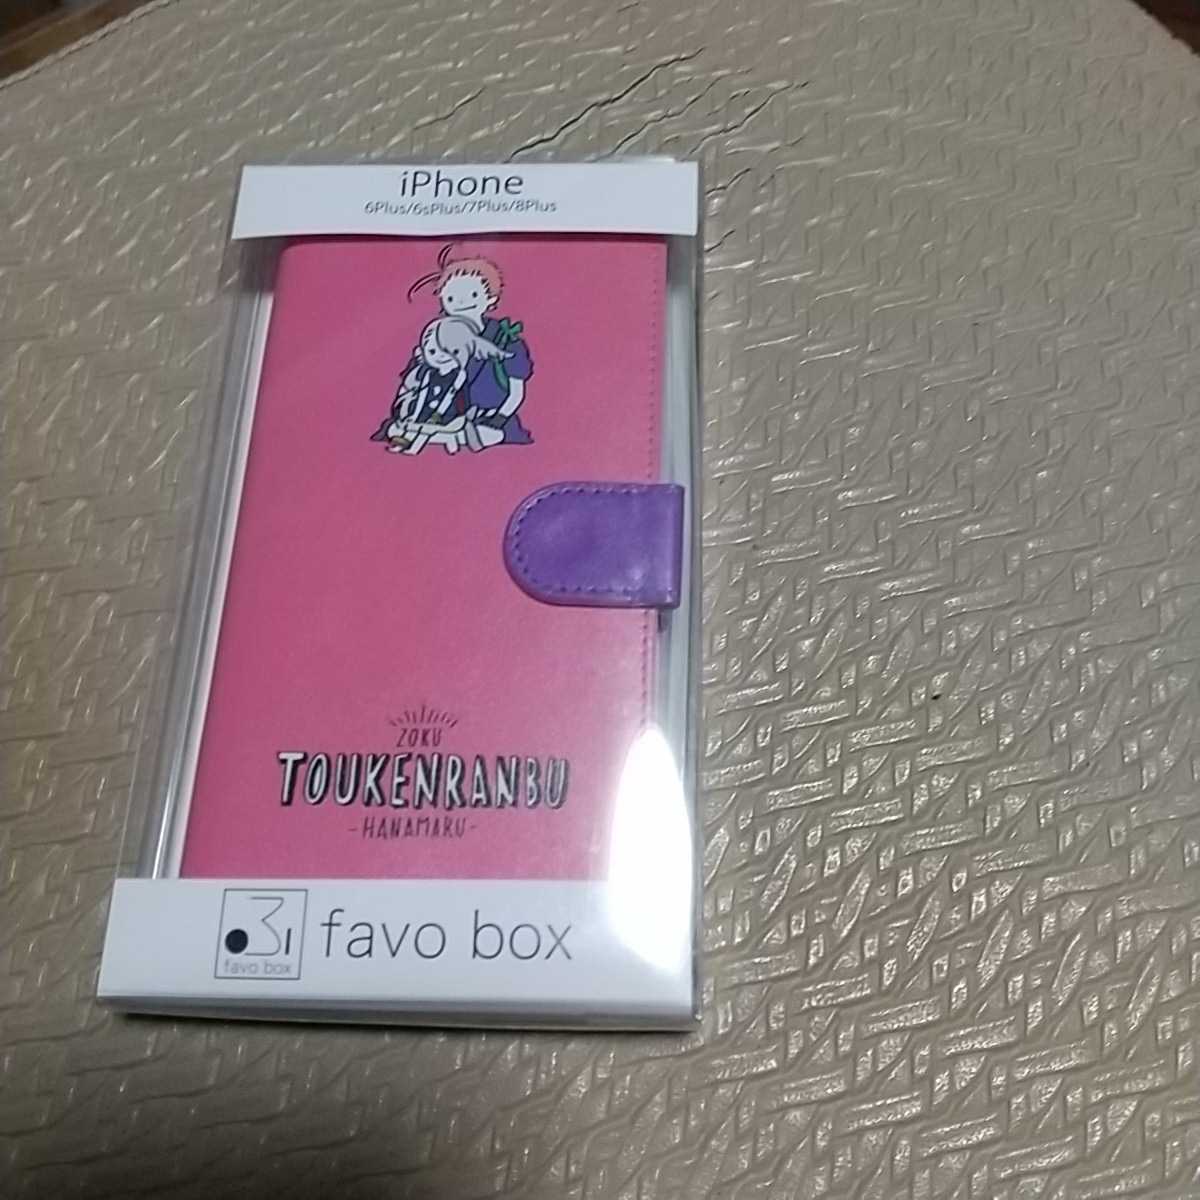 iPhone
6Plus/6sPlus/7Plus/8Plus
ZOKU
TOUKENRANBU
-HANAMARU-
favo box
favo box